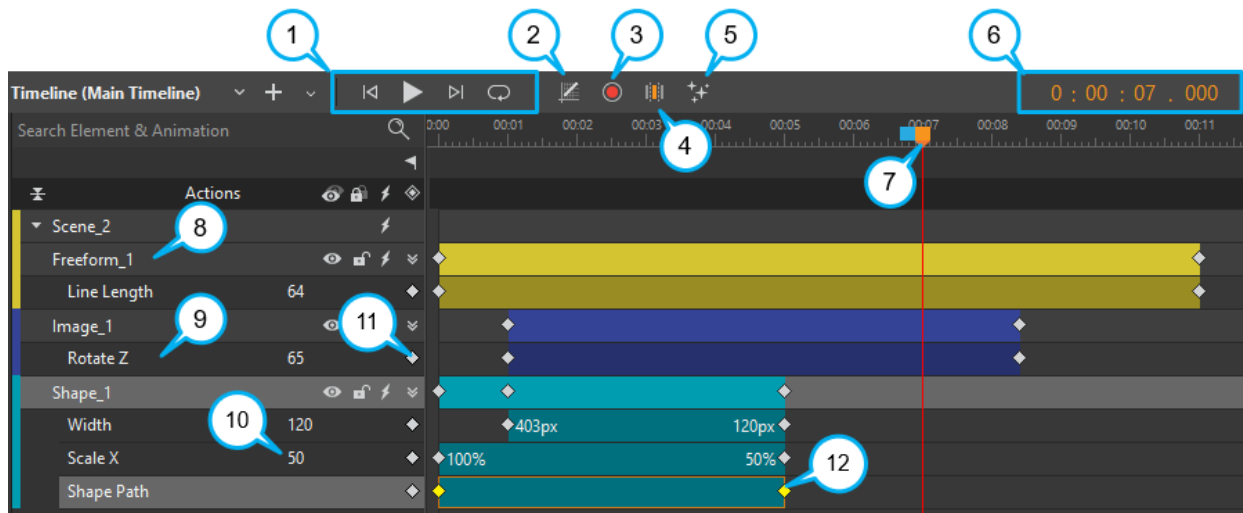 1 2 3 5 6
Timeline (Main Timeline) 0 : 00 : 07 . 000
Search Element & Animation 0:00 00:01 00:02 00:03 00:04 00:05 00:06 00:07 00:08 00:09 00:10 00:11
4
7
Actions
Scene_2
8
Freeform_1
Line Length 64
Image_1 9 11
Rotate Z 65
Shape_1
Width 10 120 403px 120px
Scale X 50 100% 50% 12
Shape Path